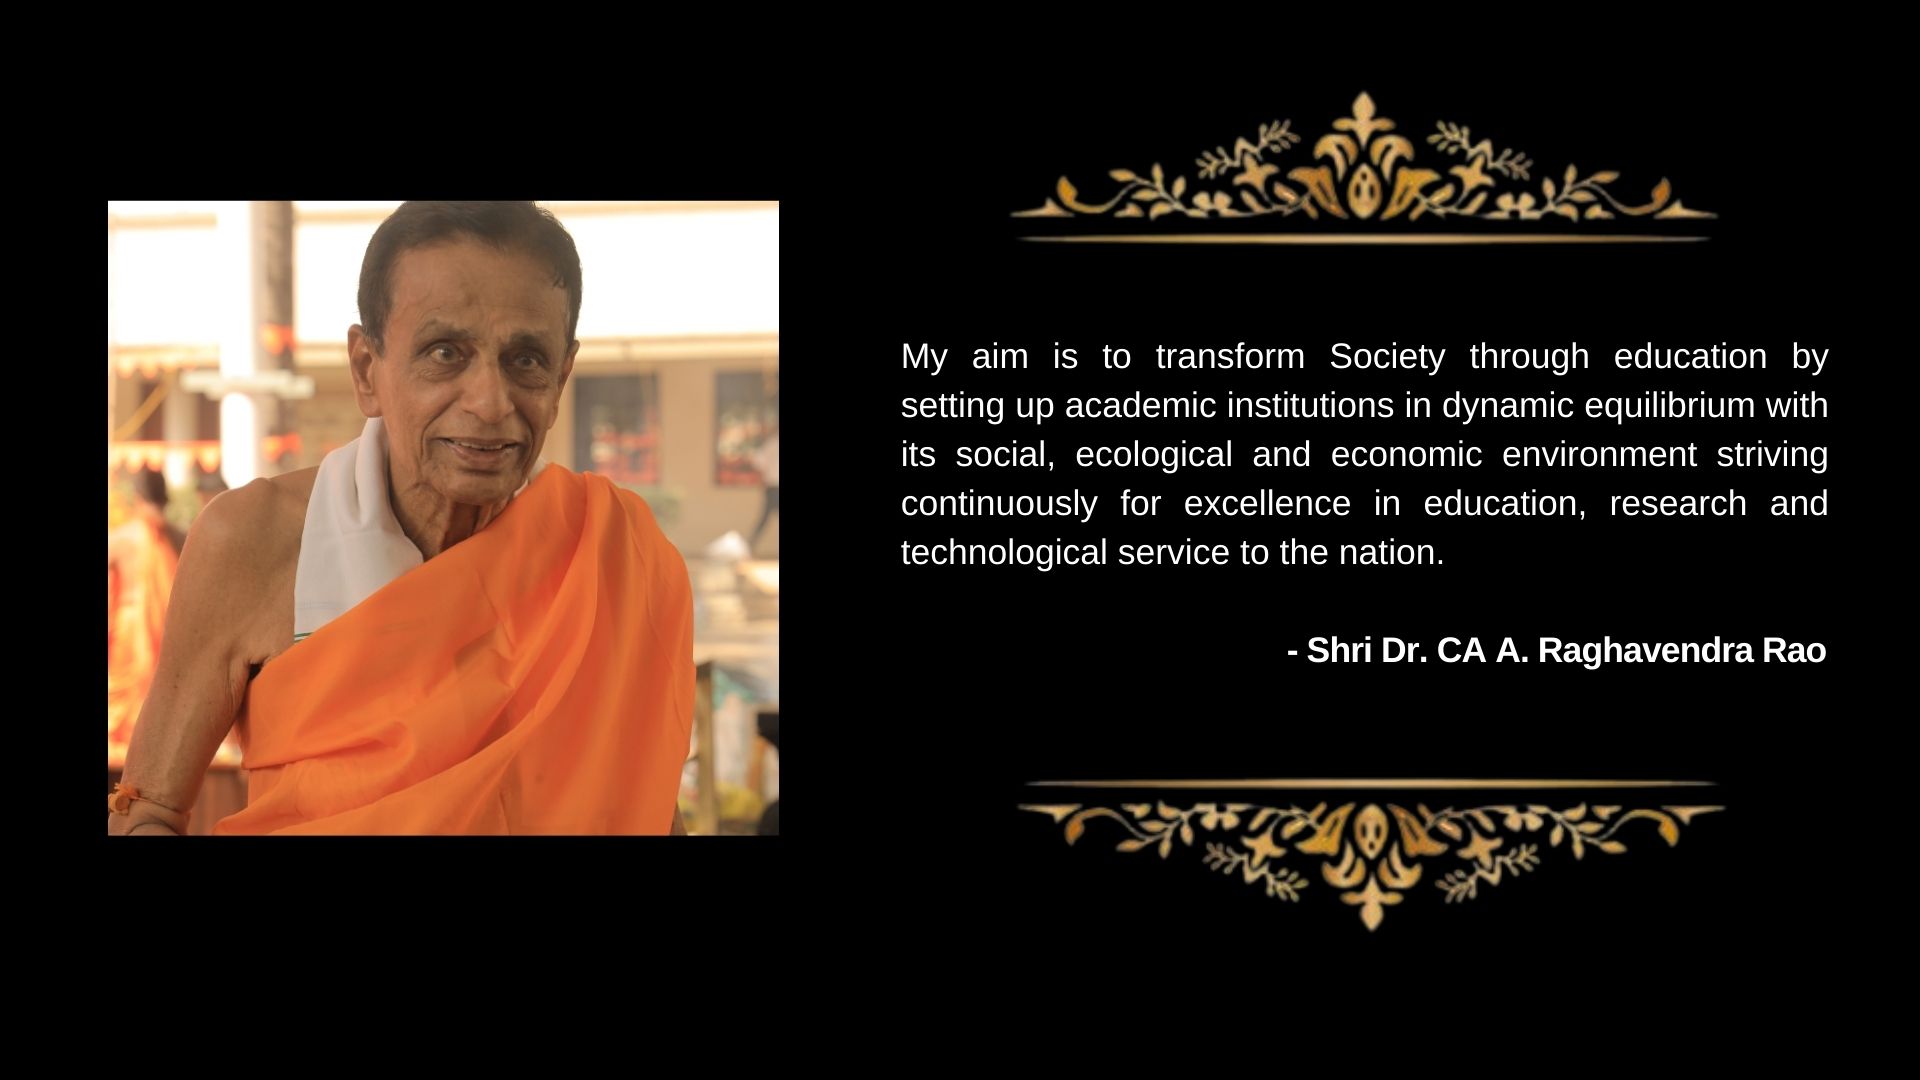 My aim is to transform Society through education by
setting up academic institutions in dynamic equilibrium with
its social, ecological and economic environment striving
continuously for excellence in education, research and
technological service to the nation.
- Shri Dr. CA A. Raghavendra Rao